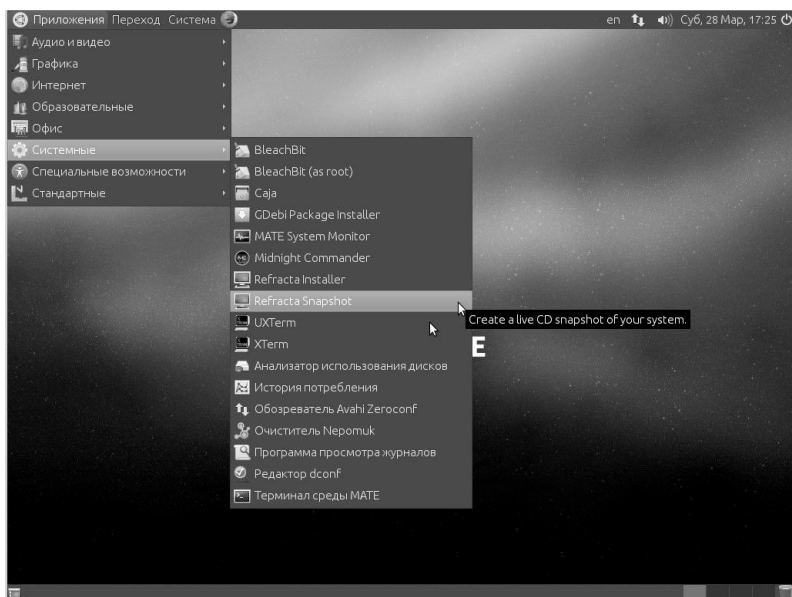 Приложения Переход Система
en Суб, 28 Мар, 17:25
Аудио и видео
Графика
Интернет
Образовательные
Офис
Системные
Специальные возможности
Стандартные
BleachBit
BleachBit (as root)
Caja
GDebi Package Installer
MATE System Monitor
Midnight Commander
Refracta Installer
Refracta Snapshot
Create a live CD snapshot of your system.
UXTerm
XTerm
E
Анализатор использования дисков
История потребления
Обозреватель Avahi Zeroconf
Очиститель Nepomuk
Программа просмотра журналов
Редактор dconf
Терминал среды MATE